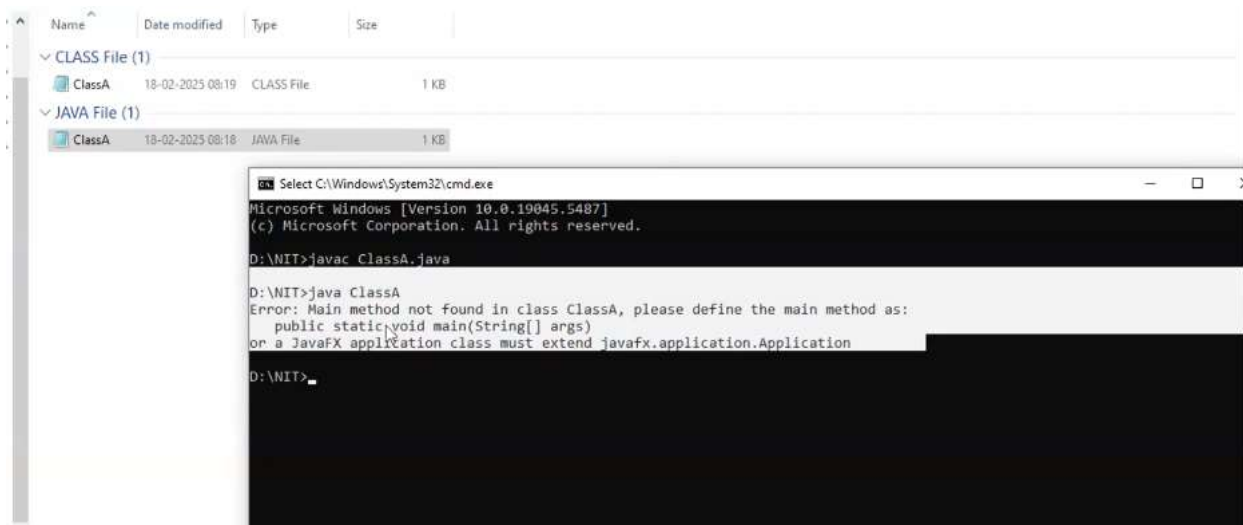 Name Date modified Type Size
CLASS File (1)
ClassA 18-02-2025 08:19 CLASS File 1 KB
JAVA File (1)
ClassA 18-02-2025 08:18 JAVA File 1 KB
Select C:\Windows\System32\cmd.exe
Microsoft Windows [Version 10.0.19045.5487]
(c) Microsoft Corporation. All rights reserved.
D:\NIT>javac ClassA.java
D:\NIT>java ClassA
Error: Main method not found in class ClassA, please define the main method as:
public static void main(String[] args)
or a JavaFX application class must extend javafx.application.Application
D:\NIT>